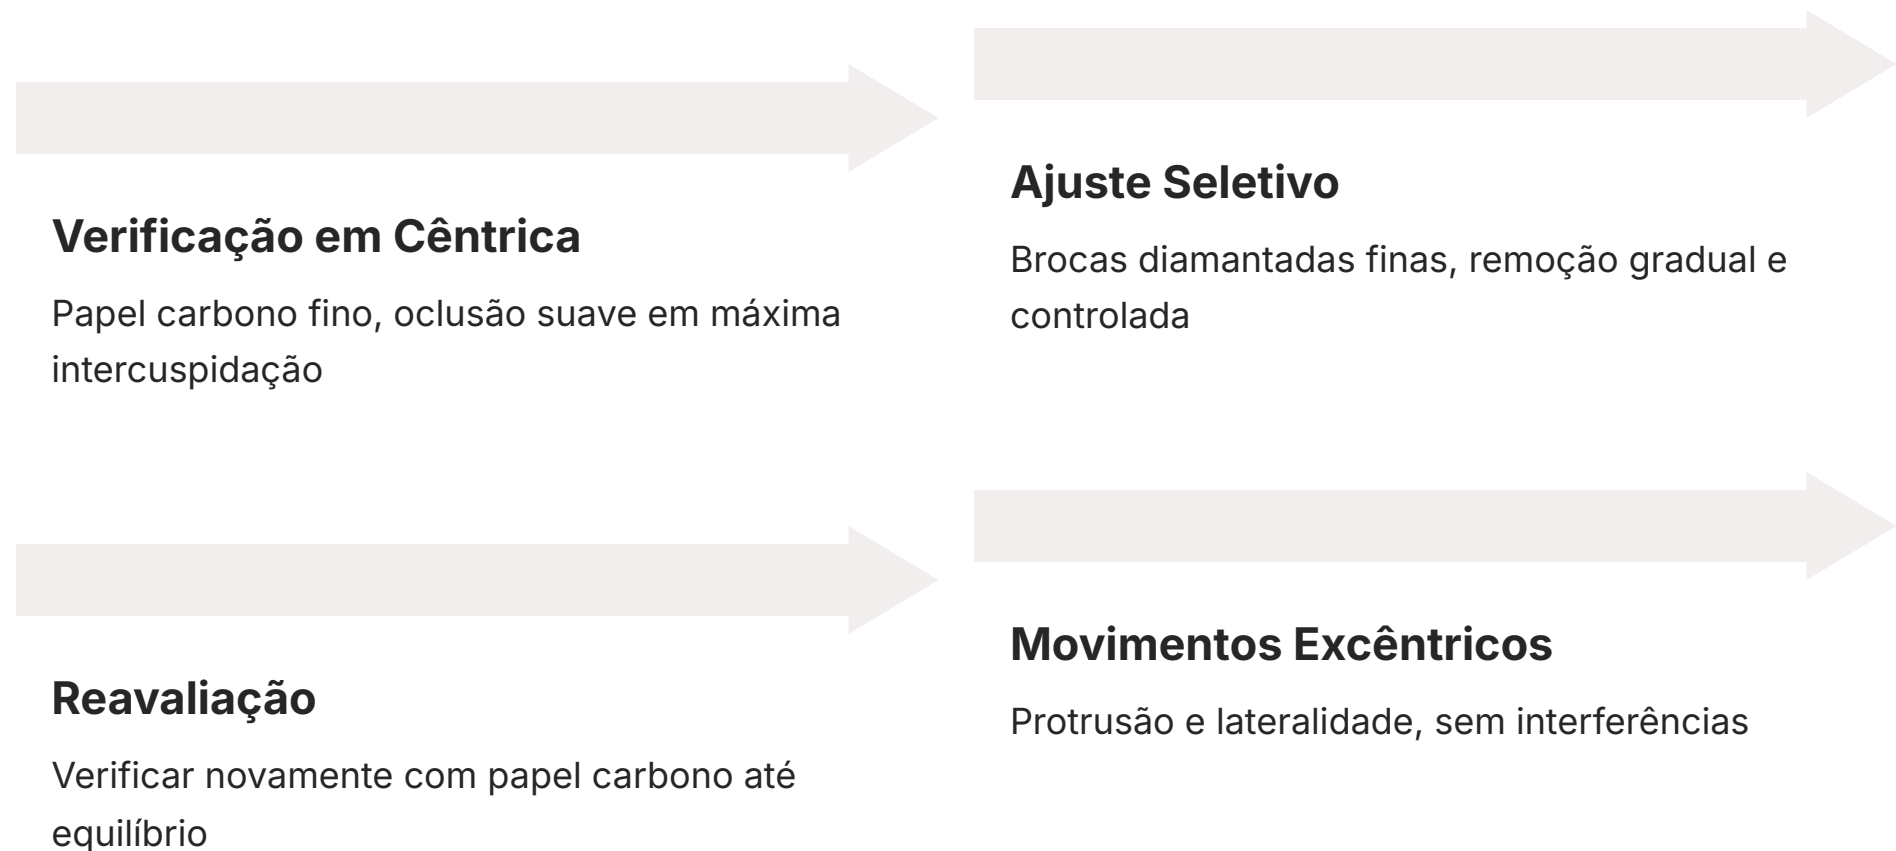 Verificação em Cêntrica
Papel carbono fino, oclusão suave em máxima
intercuspidação
Ajuste Seletivo
Brocas diamantadas finas, remoção gradual e
controlada
Reavaliação
Verificar novamente com papel carbono até
equilíbrio
Movimentos Excêntricos
Protrusão e lateralidade, sem interferências